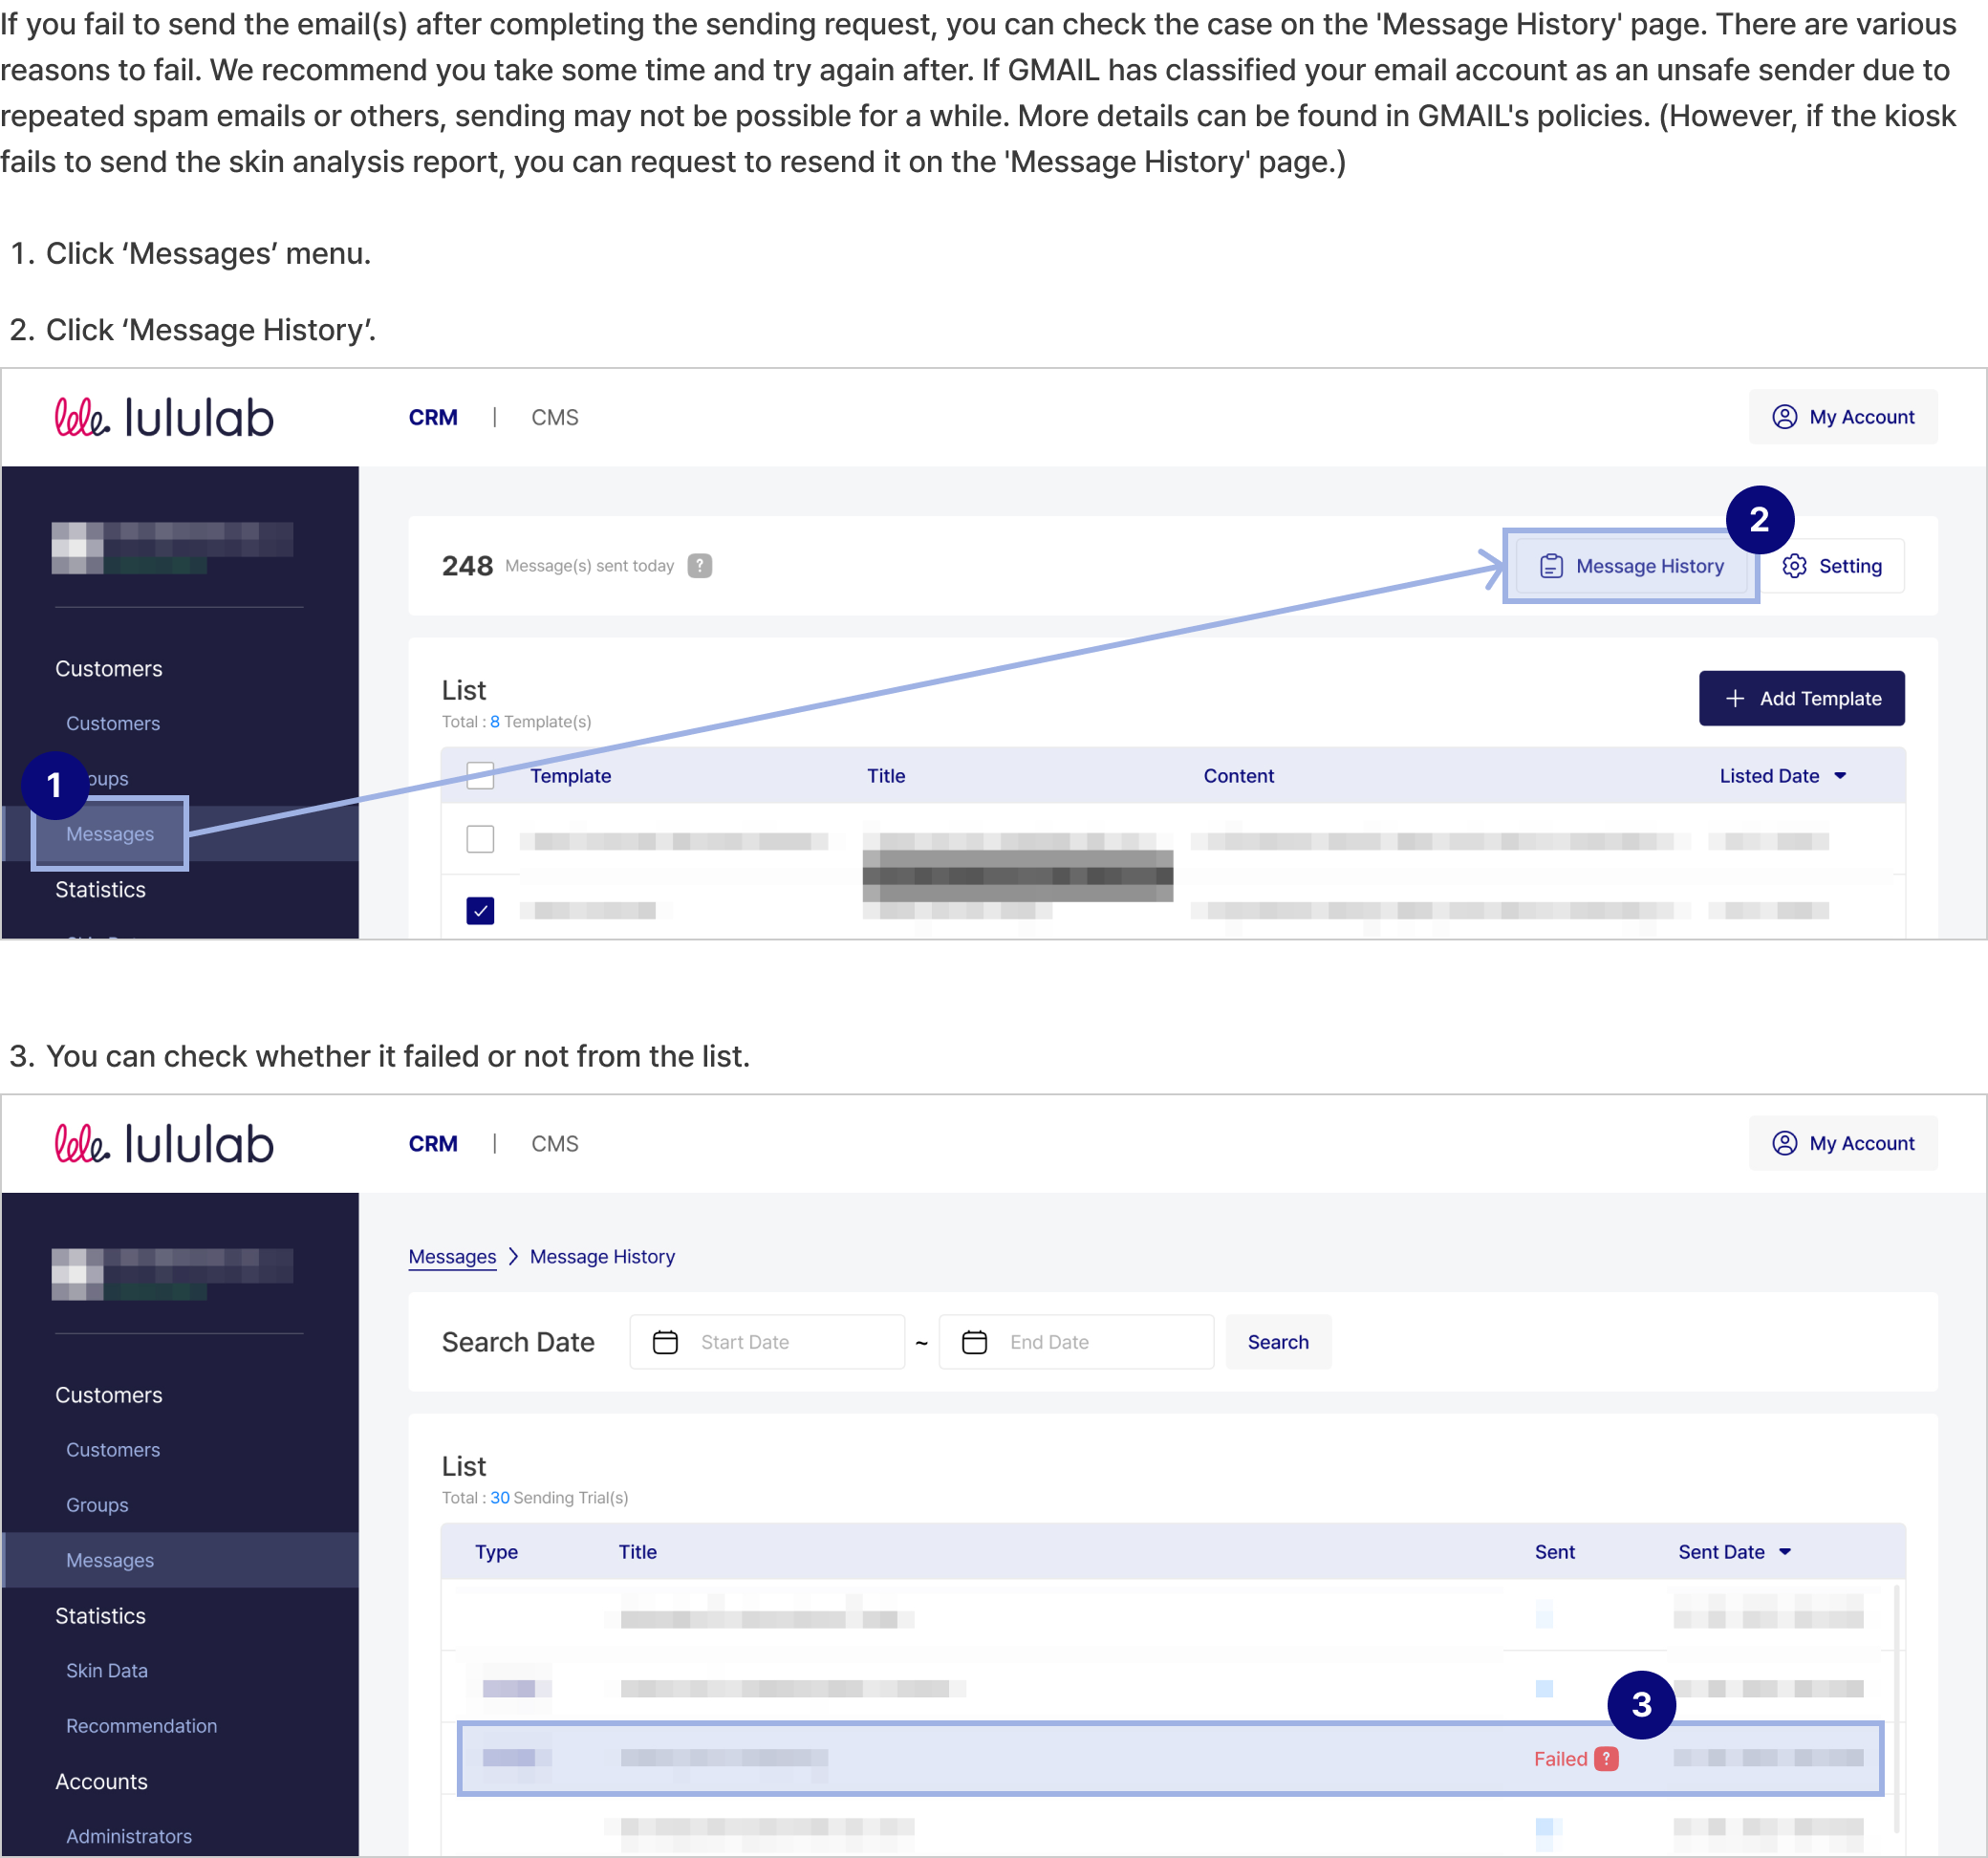 If you fail to send the email(s) after completing the sending request, you can check the case on the 'Message History' page. There are various
reasons to fail. We recommend you take some time and try again after. If GMAIL has classified your email account as an unsafe sender due to
repeated spam emails or others, sending may not be possible for a while. More details can be found in GMAIL's policies. (However, if the kiosk
fails to send the skin analysis report, you can request to resend it on the 'Message History' page.)
1. Click ‘Messages’ menu.
2. Click ‘Message History’.
lululab
CRM | CMS
My Account
248 Message(s) sent today ?
Message History
2
Setting
Customers
Customers
1
Messages
Statistics
List
Total : 8 Template(s)
+ Add Template
Template Title Content Listed Date
3. You can check whether it failed or not from the list.
lululab
CRM | CMS
My Account
Customers
Customers
Groups
Messages
Statistics
Skin Data
Recommendation
Accounts
Administrators
Messages > Message History
Search Date Start Date ~ End Date Search
List
Total : 30 Sending Trial(s)
Type Title Sent Sent Date
3
Failed ?